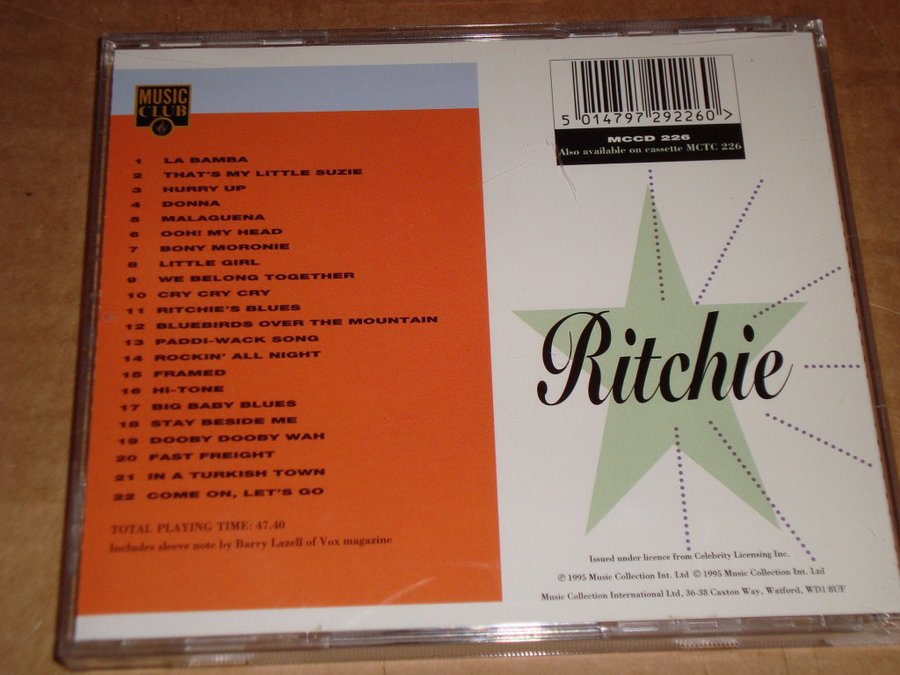 MUSIC
CLUB
1 LA BAMBA
2 THAT'S MY LITTLE SUZIE
3 HURRY UP
4 DONNA
5 MALAGUENA
6 OOH! MY HEAD
7 BONY MORONIE
8 LITTLE GIRL
9 WE BELONG TOGETHER
10 CRY CRY CRY
11 RITCHIE'S BLUES
12 BLUEBIRDS OVER THE MOUNTAIN
13 PADDI-WACK SONG
14 ROCKIN' ALL NIGHT
15 FRAMED
16 HI-TONE
17 BIG BABY BLUES
18 STAY BESIDE ME
19 DOOBY DOOBY WAH
20 FAST FREIGHT
21 IN A TURKISH TOWN
22 COME ON, LET'S GO
TOTAL PLAYING TIME: 47.40
Includes sleeve note by Barry Lazell of Vox magazine
5 014797 292260 >
MCCD 226
Also available on cassette MCTC 226
Ritchie
Issued under licence from Celebrity Licensing Inc.
℗ 1995 Music Collection Int. Ltd © 1995 Music Collection Int. Ltd
Music Collection International Ltd, 36-38 Caxton Way, Watford, WD1 8UF